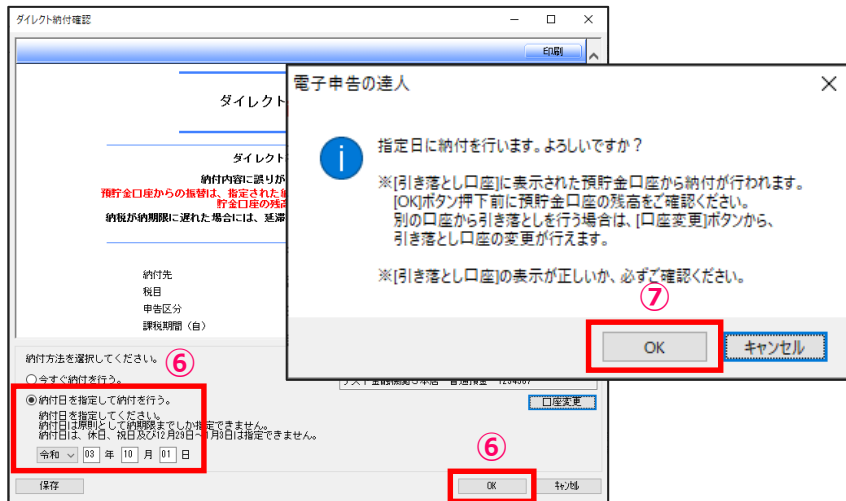 ダイレクト納付確認
印刷
ダイレクト
ダイレクト
納付内容に誤りが
預貯金口座からの振替は、指定された
貯金口座の残高
納税が納期限に遅れた場合には、延滞
納付先
税目
申告区分
課税期間（自）
電子申告の達人
指定日に納付を行います。よろしいですか？
※[引き落とし口座]に表示された預貯金口座から納付が行われます。
[OK]ボタン押下前に預貯金口座の残高をご確認ください。
別の口座から引き落としを行う場合は、[口座変更]ボタンから、
引き落とし口座の変更が行えます。
※[引き落とし口座]の表示が正しいか、必ずご確認ください。
⑦
OK
キャンセル
納付方法を選択してください。
⑥
今すぐ納付を行う。
納付日を指定して納付を行う。
納付日を指定してください。
納付日は原則として納期限までしか指定できません。
納付日は、休日、祝日及び12月29日～1月3日は指定できません。
令和 03 年 10 月 01 日
口座変更
⑥
保存
OK
キャンセル